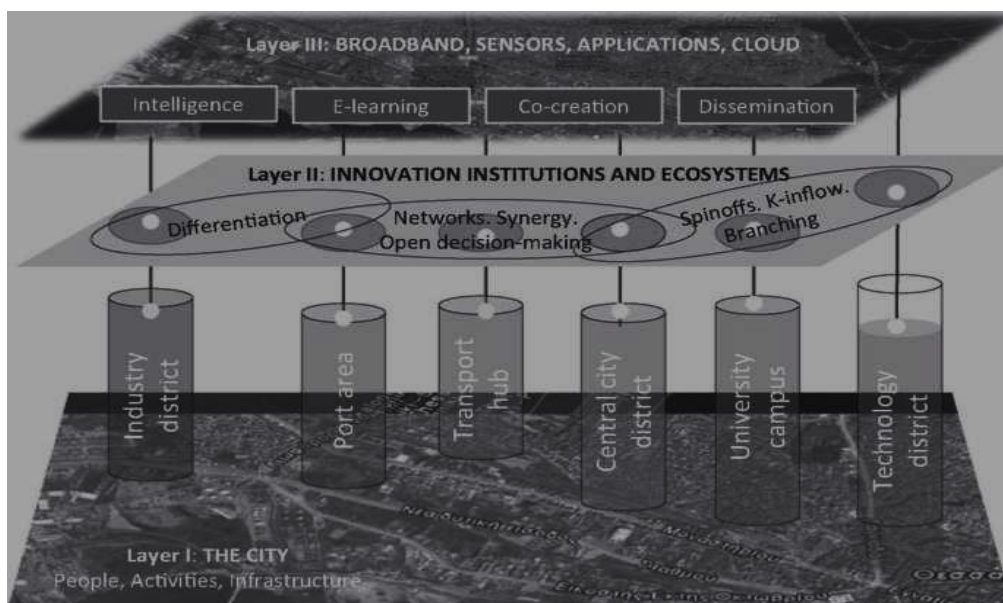 Layer III: BROADBAND, SENSORS, APPLICATIONS, CLOUD
Intelligence
E-learning
Co-creation
Dissemination
Layer II: INNOVATION INSTITUTIONS AND ECOSYSTEMS
Differentiation
Networks. Synergy.
Open decision-making
Spinoffs. K-inflow.
Branching
Industry
district
Port area
Transport
hub
Central city
district
University
campus
Technology
district
Layer I: THE CITY
People, Activities, Infrastructure